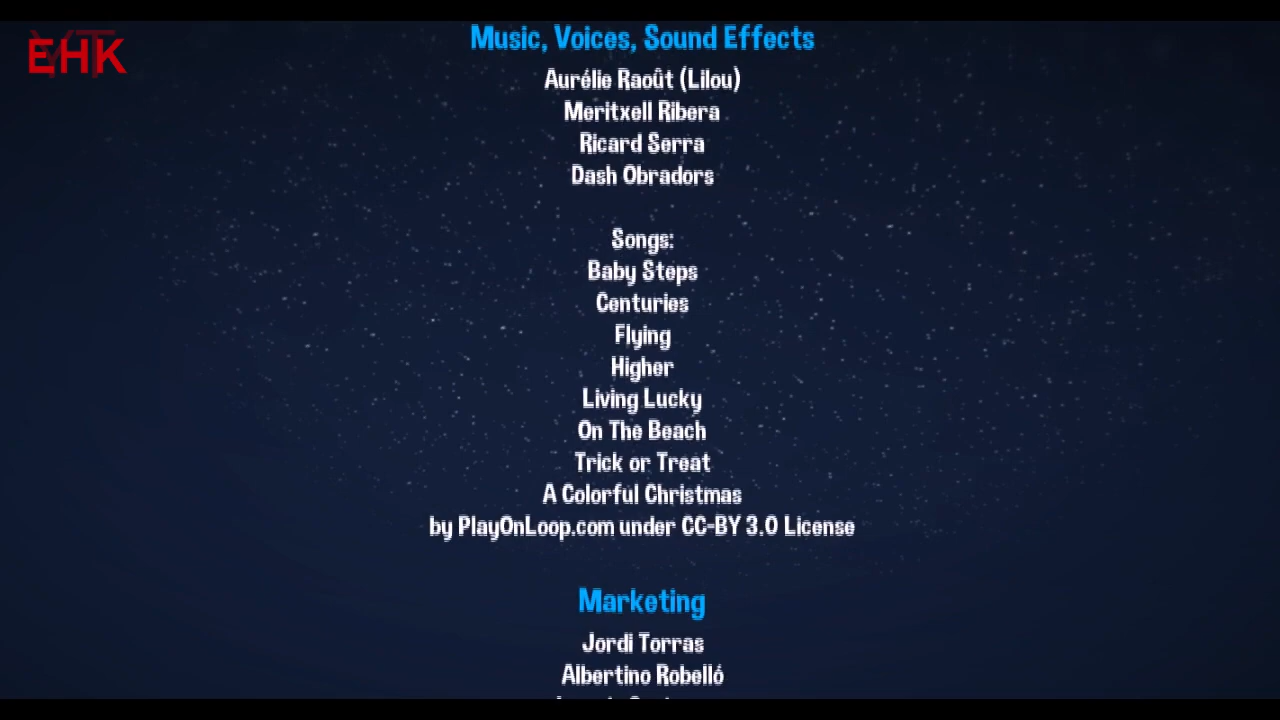 EHK
Music, Voices, Sound Effects
Aurélie Raoût (Lilou)
Meritxell Ribera
Ricard Serra
Dash Obradors
Songs:
Baby Steps
Centuries
Flying
Higher
Living Lucky
On The Beach
Trick or Treat
A Colorful Christmas
by PlayOnLoop.com under CC-BY 3.0 License
Marketing
Jordi Torras
Albertino Robelló